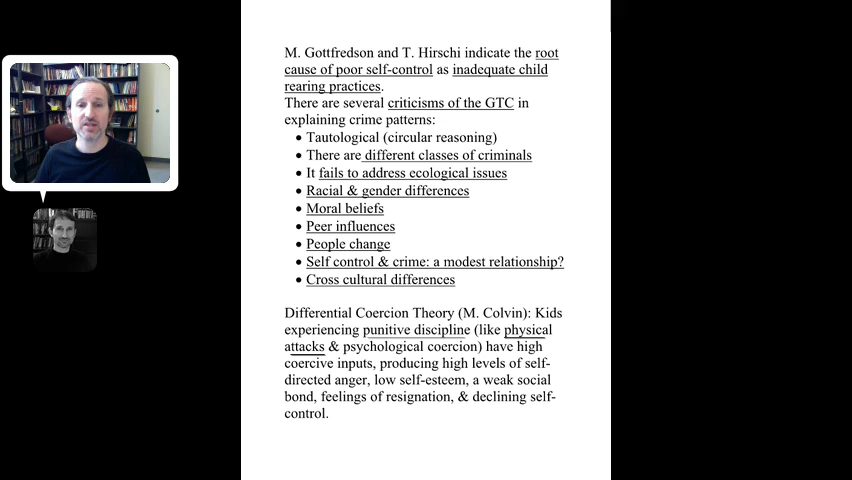 M. Gottfredson and T. Hirschi indicate the root
cause of poor self-control as inadequate child
rearing practices.
There are several criticisms of the GTC in
explaining crime patterns:
• Tautological (circular reasoning)
• There are different classes of criminals
• It fails to address ecological issues
• Racial & gender differences
• Moral beliefs
• Peer influences
• People change
• Self control & crime: a modest relationship?
• Cross cultural differences
Differential Coercion Theory (M. Colvin): Kids
experiencing punitive discipline (like physical
attacks & psychological coercion) have high
coercive inputs, producing high levels of self-
directed anger, low self-esteem, a weak social
bond, feelings of resignation, & declining self-
control.